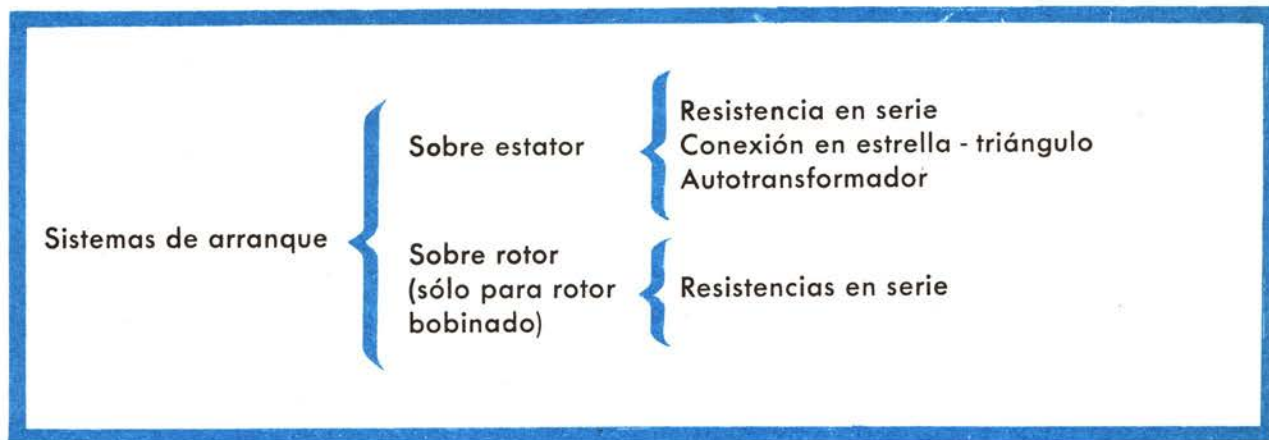 Sistemas de arranque
Sobre estator
Resistencia en serie
Conexión en estrella - triángulo
Autotransformador
Sobre rotor
(sólo para rotor
bobinado)
Resistencias en serie